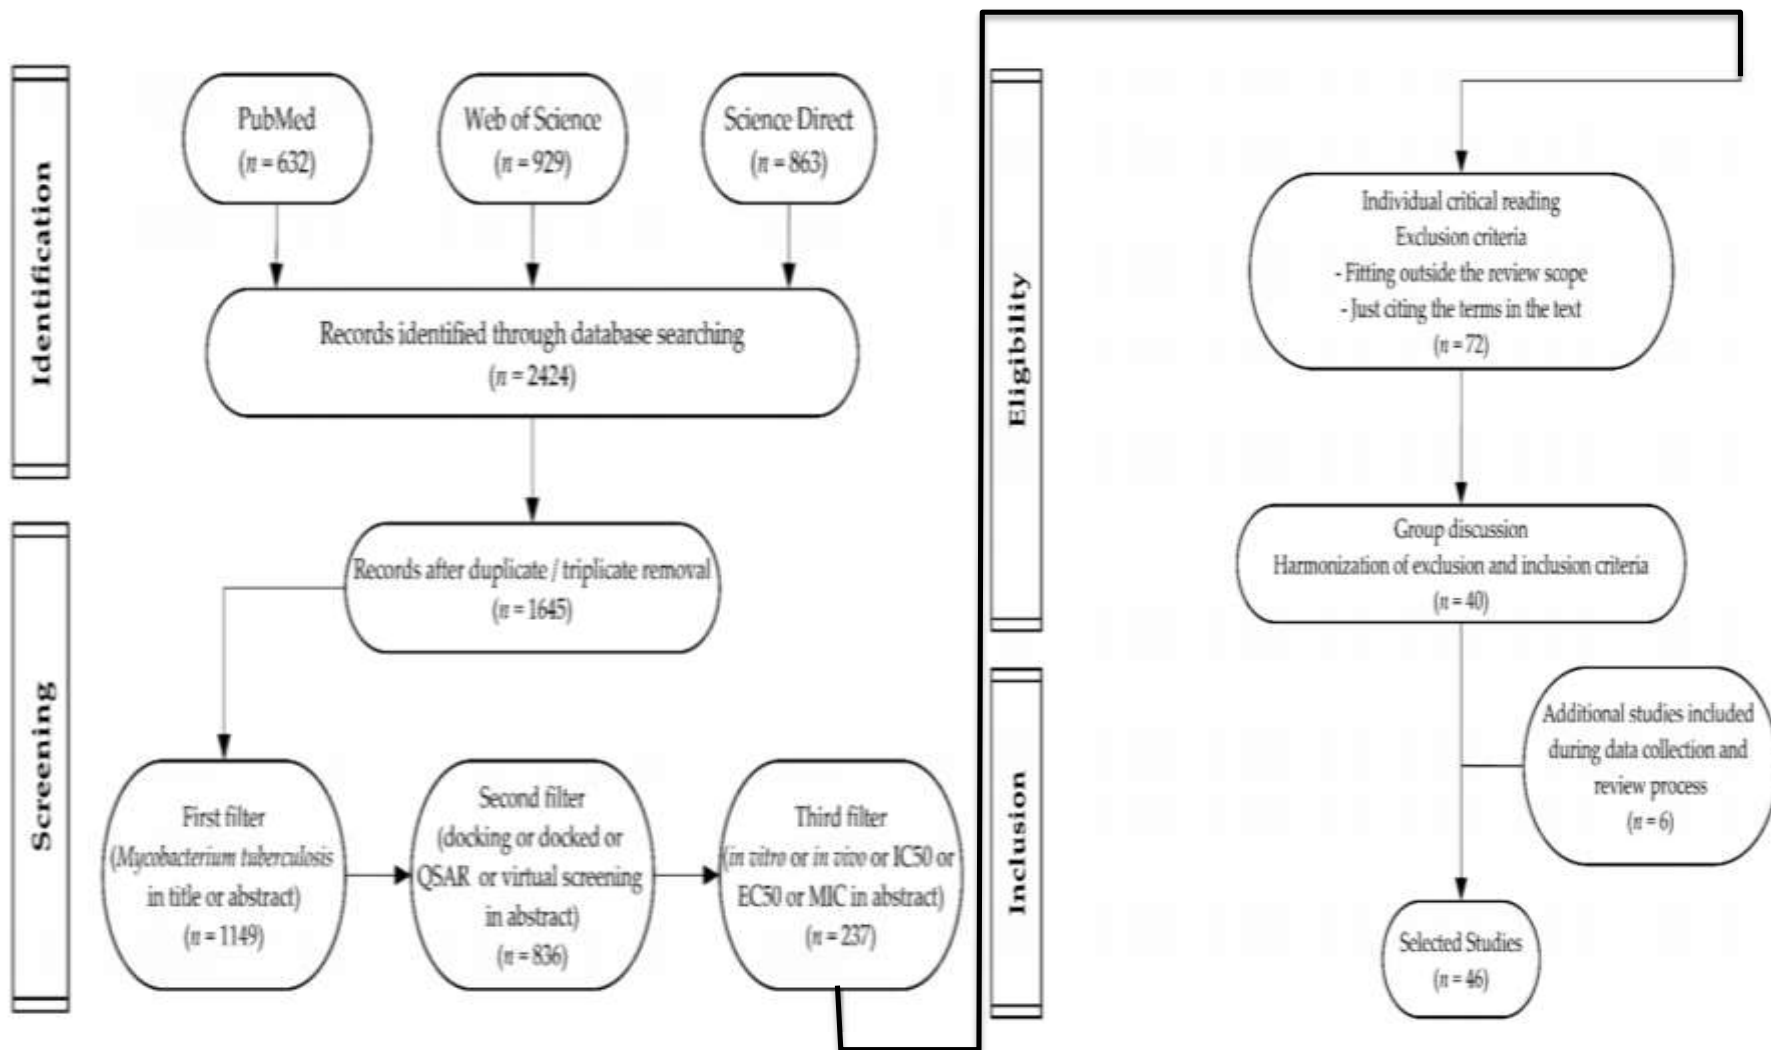 Identification
PubMed
(n = 632)
Web of Science
(n = 929)
Science Direct
(n = 863)
Records identified through database searching
(n = 2424)
Screening
Records after duplicate / triplicate removal
(n = 1645)
First filter
(Mycobacterium tuberculosis
in title or abstract)
(n = 1149)
Second filter
(docking or docked or
QSAR or virtual screening
in abstract)
(n = 836)
Third filter
(in vitro or in vivo or IC50 or
EC50 or MIC in abstract)
(n = 237)
Eligibility
Individual critical reading
Exclusion criteria
- Fitting outside the review scope
- Just citing the terms in the text
(n = 72)
Group discussion
Harmonization of exclusion and inclusion criteria
(n = 40)
Inclusion
Additional studies included
during data collection and
review process
(n = 6)
Selected Studies
(n = 46)